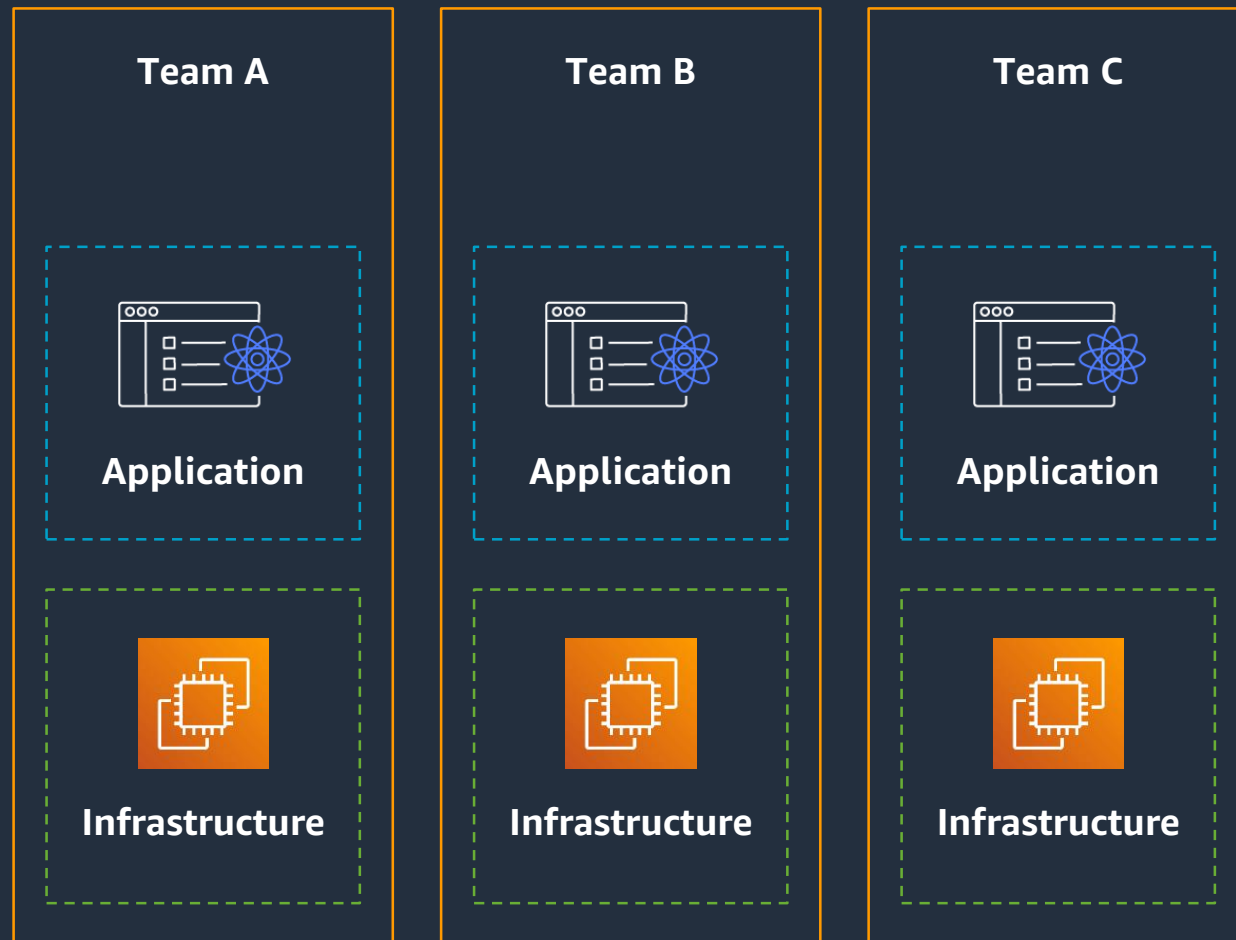 Team A
Team B
Team C
Application
Application
Application
Infrastructure
Infrastructure
Infrastructure